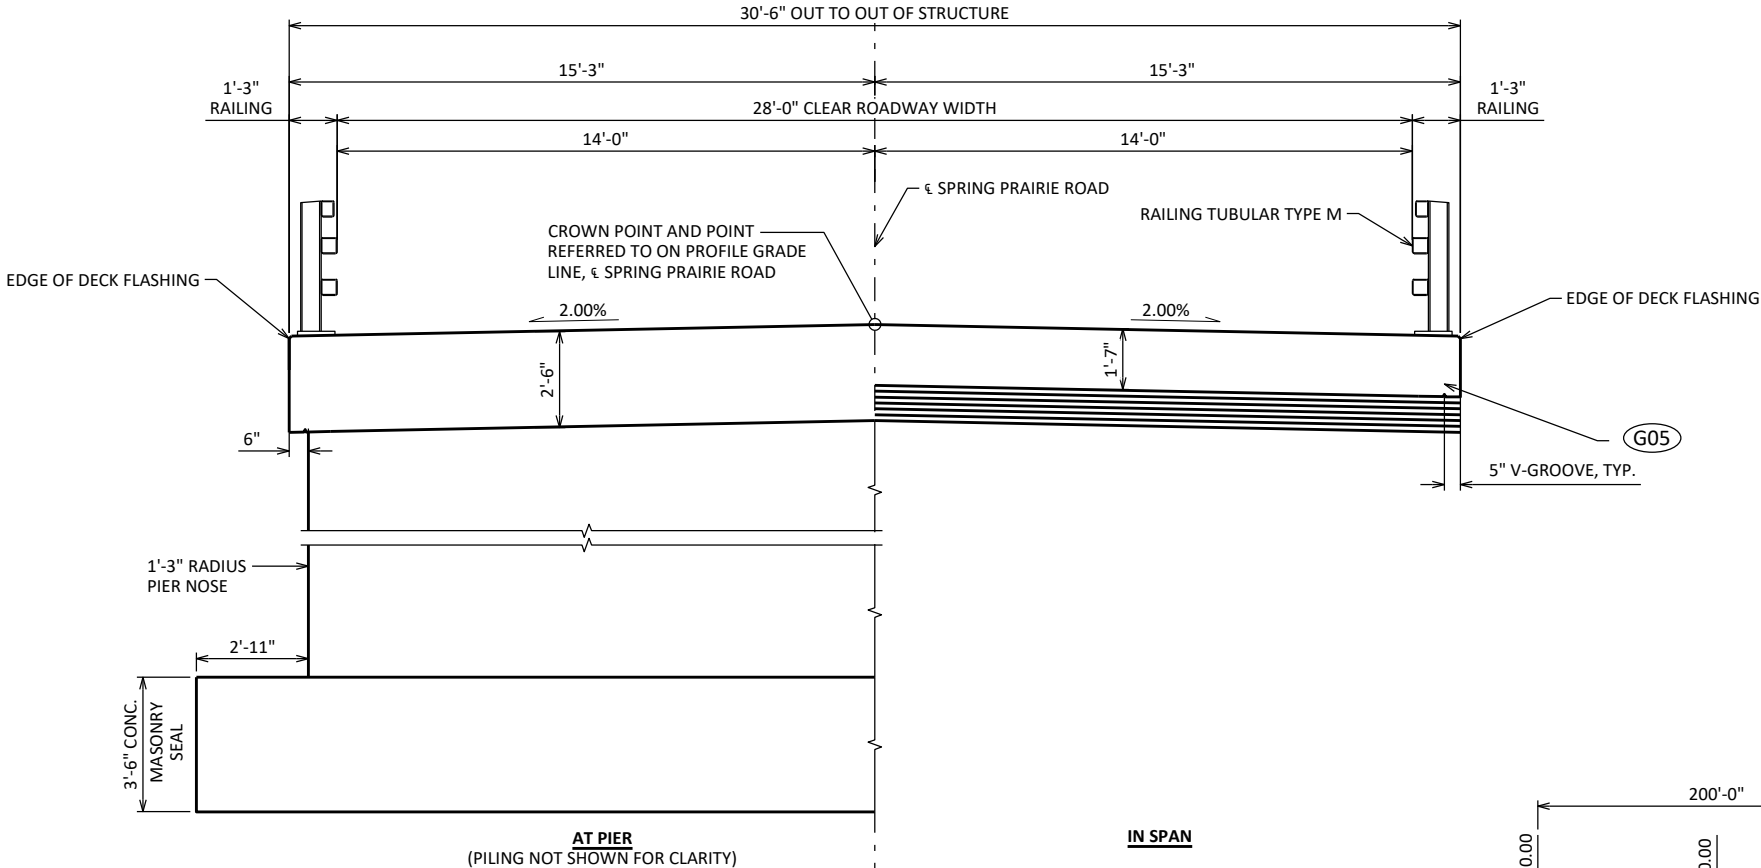 30'-6" OUT TO OUT OF STRUCTURE
15'-3"
15'-3"
1'-3"
RAILING
28'-0" CLEAR ROADWAY WIDTH
1'-3"
RAILING
14'-0"
14'-0"
℄ SPRING PRAIRIE ROAD
RAILING TUBULAR TYPE M
CROWN POINT AND POINT
REFERRED TO ON PROFILE GRADE
LINE, ℄ SPRING PRAIRIE ROAD
EDGE OF DECK FLASHING
EDGE OF DECK FLASHING
2.00%
2.00%
2'-6"
1'-7"
6"
G05
5" V-GROOVE, TYP.
1'-3" RADIUS
PIER NOSE
2'-11"
3'-6" CONC.
MASONRY
SEAL
AT PIER
(PILING NOT SHOWN FOR CLARITY)
IN SPAN
200'-0"
0.00
0.00